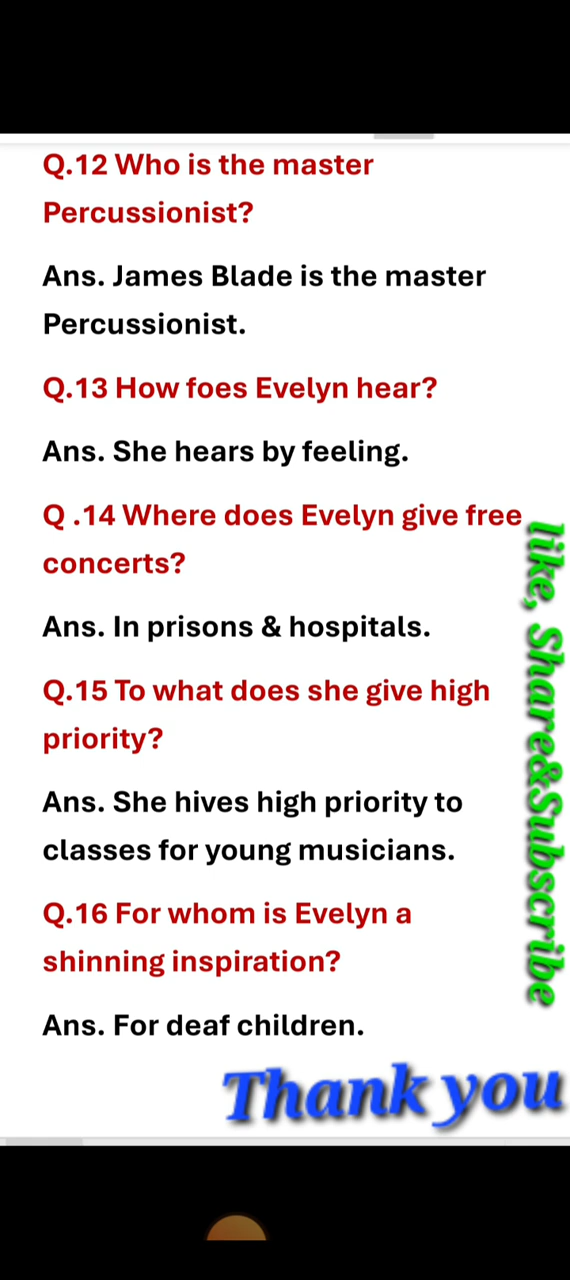 Q.12 Who is the master
Percussionist?
Ans. James Blade is the master
Percussionist.
Q.13 How foes Evelyn hear?
Ans. She hears by feeling.
Q .14 Where does Evelyn give free
concerts?
Ans. In prisons & hospitals.
Q.15 To what does she give high
priority?
Ans. She hives high priority to
classes for young musicians.
Q.16 For whom is Evelyn a
shinning inspiration?
Ans. For deaf children.
like, Share&Subscribe
Thank you